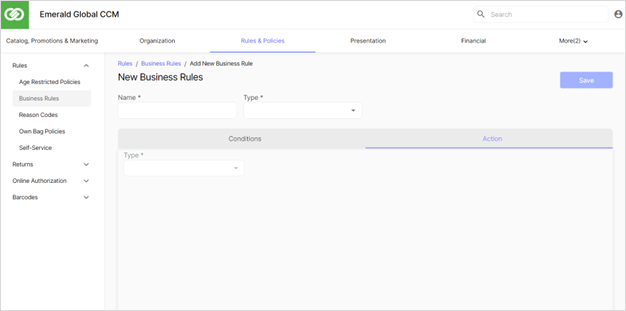 Emerald Global CCM
Search
Catalog, Promotions & Marketing
Organization
Rules & Policies
Presentation
Financial
More(2)
Rules
Age Restricted Policies
Business Rules
Reason Codes
Own Bag Policies
Self-Service
Returns
Online Authorization
Barcodes
Rules / Business Rules / Add New Business Rule
New Business Rules
Save
Name *
Type *
Conditions
Action
Type *